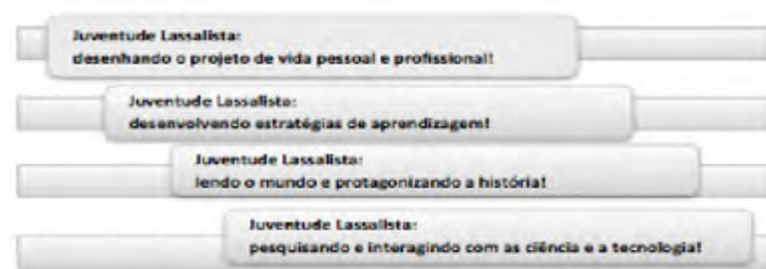 Juventude Lassalista:
desenhando o projeto de vida pessoal e profissional!
Juventude Lassalista:
desenvolvendo estratégias de aprendizagem!
Juventude Lassalista:
lendo o mundo e protagonizando a história!
Juventude Lassalista:
pesquisando e interagindo com as ciência e a tecnologia!